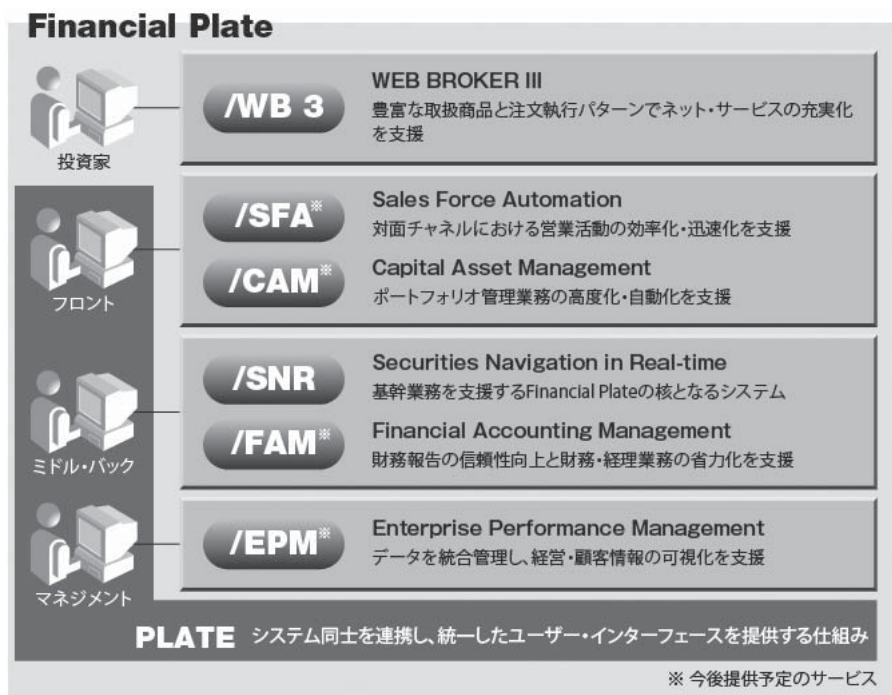 Financial Plate
投資家
/WB 3
WEB BROKER III
豊富な取扱商品と注文執行パターンでネット・サービスの充実化
を支援
フロント
/SFA※
Sales Force Automation
対面チャネルにおける営業活動の効率化・迅速化を支援
/CAM※
Capital Asset Management
ポートフォリオ管理業務の高度化・自動化を支援
ミドル・バック
/SNR
Securities Navigation in Real-time
基幹業務を支援するFinancial Plateの核となるシステム
/FAM※
Financial Accounting Management
財務報告の信頼性向上と財務・経理業務の省力化を支援
マネジメント
/EPM※
Enterprise Performance Management
データを統合管理し、経営・顧客情報の可視化を支援
PLATE システム同士を連携し、統一したユーザー・インターフェースを提供する仕組み
※ 今後提供予定のサービス